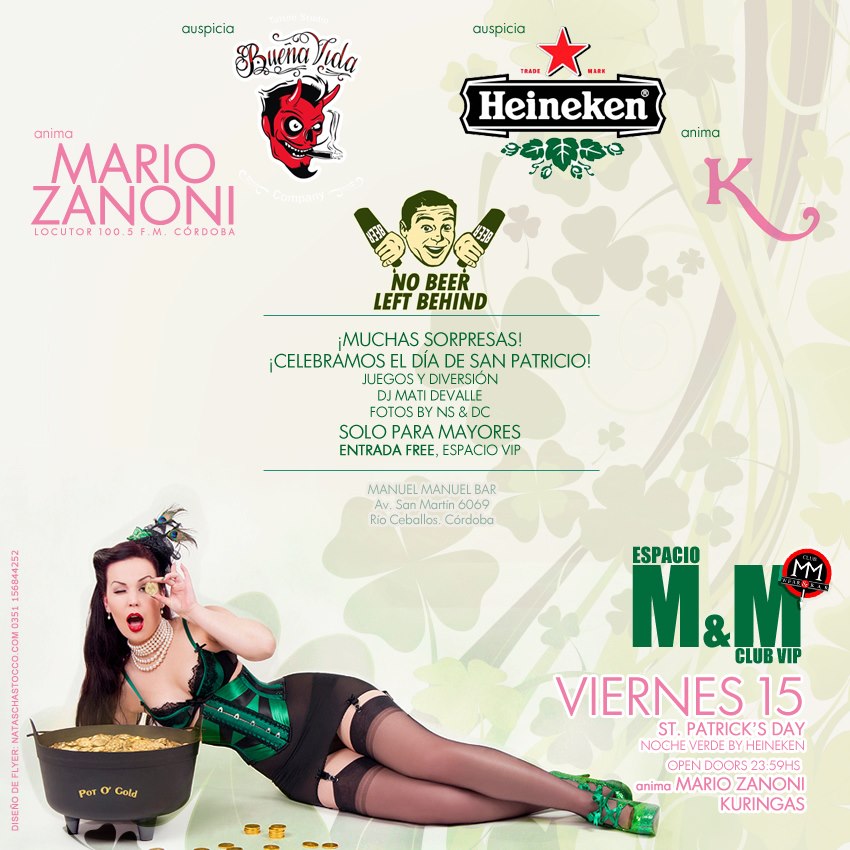 auspicia
Tattoo Studio
Buena Vida
Company
auspicia
TRADE MARK
Heineken®
anima
MARIO
ZANONI
LOCUTOR 100.5 F.M. CÓRDOBA
anima
K
BEER BEER
NO BEER
LEFT BEHIND
¡MUCHAS SORPRESAS!
¡CELEBRAMOS EL DÍA DE SAN PATRICIO!
JUEGOS Y DIVERSIÓN
DJ MATI DEVALLE
FOTOS BY NS & DC
SOLO PARA MAYORES
ENTRADA FREE, ESPACIO VIP
MANUEL MANUEL BAR
Av. San Martín 6069
Río Ceballos. Córdoba
DISEÑO DE FLYER: NATASCHASTOCCO.COM 0351 156844252
Pot O' Gold
ESPACIO
M&M
CLUB VIP
CLUB
MM
VIERNES 15
ST. PATRICK'S DAY
NOCHE VERDE BY HEINEKEN
OPEN DOORS 23:59HS
anima MARIO ZANONI
KURINGAS